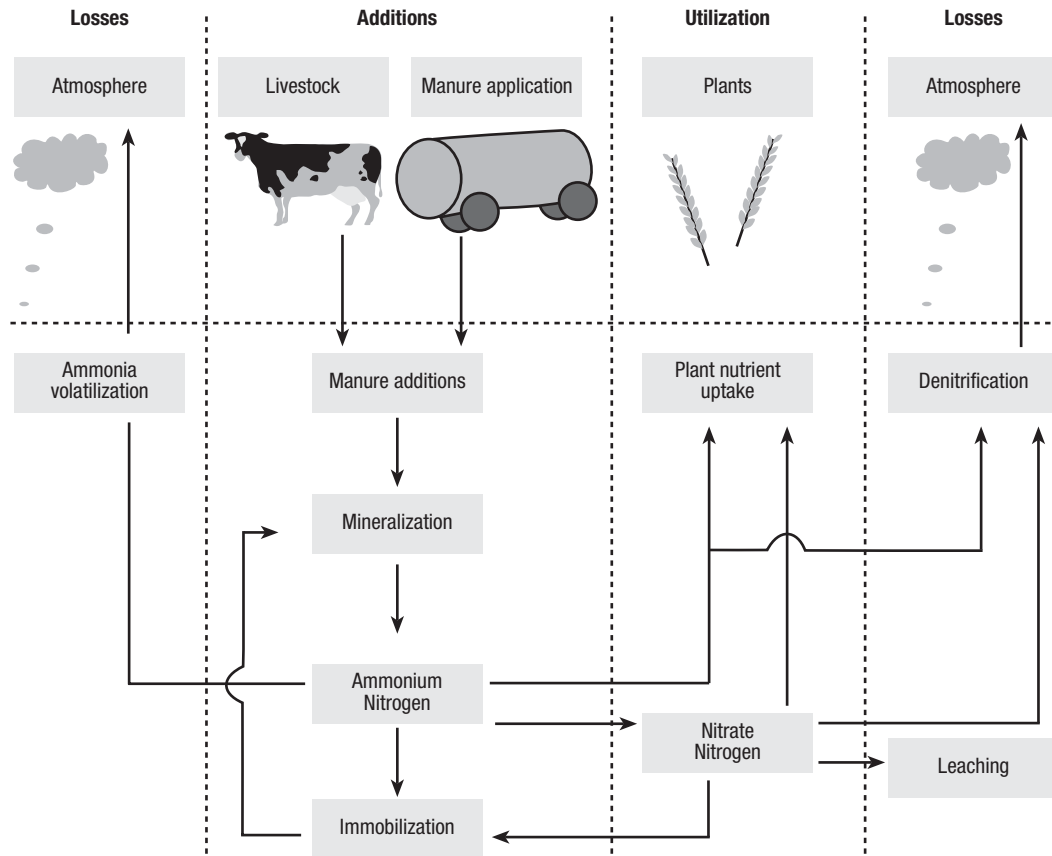 Losses
Additions
Utilization
Losses
Atmosphere
Livestock
Manure application
Plants
Atmosphere
Ammonia
volatilization
Manure additions
Plant nutrient
uptake
Denitrification
Mineralization
Ammonium
Nitrogen
Nitrate
Nitrogen
Leaching
Immobilization